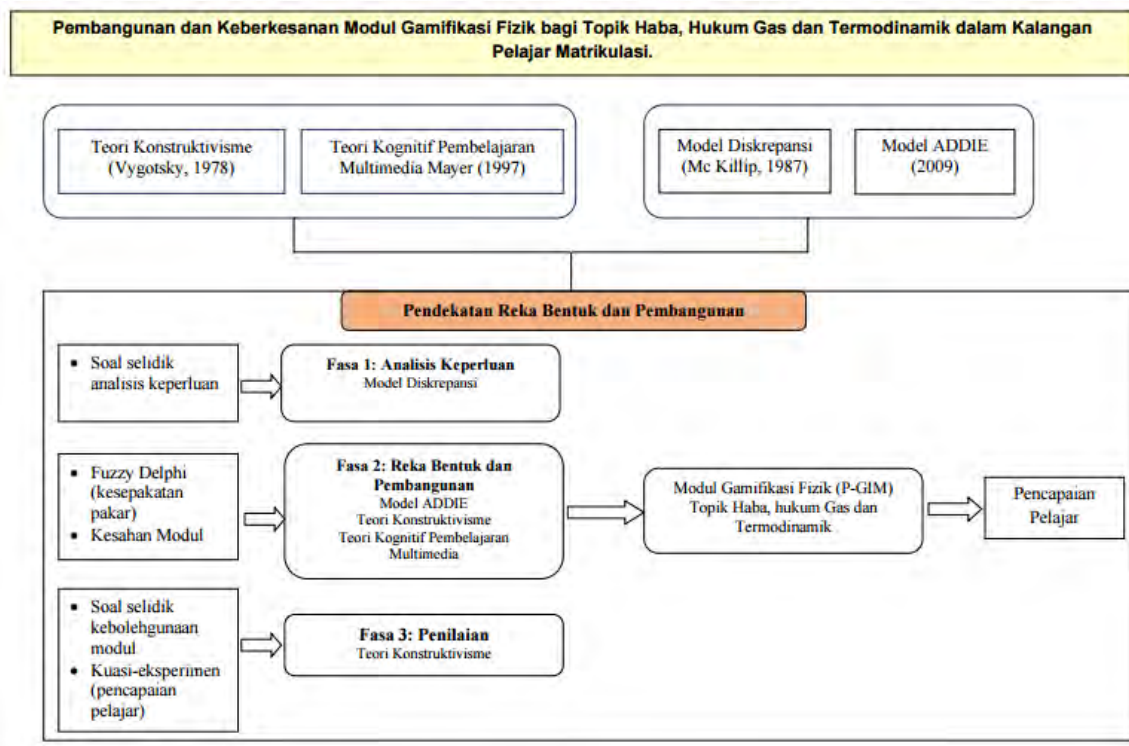 Pembangunan dan Keberkesanan Modul Gamifikasi Fizik bagi Topik Haba, Hukum Gas dan Termodinamik dalam Kalangan
Pelajar Matrikulasi.
Teori Konstruktivisme
(Vygotsky, 1978)
Teori Kognitif Pembelajaran
Multimedia Mayer (1997)
Model Diskrepansi
(Mc Killip, 1987)
Model ADDIE
(2009)
Pendekatan Reka Bentuk dan Pembangunan
▪ Soal selidik
analisis keperluan
Fasa 1: Analisis Keperluan
Model Diskrepansi
▪ Fuzzy Delphi
(kesepakatan
pakar)
▪ Kesahan Modul
Fasa 2: Reka Bentuk dan
Pembangunan
Model ADDIE
Teori Konstruktivisme
Teori Kognitif Pembelajaran
Multimedia
Modul Gamifikasi Fizik (P-GIM)
Topik Haba, hukum Gas dan
Termodinamik
Pencapaian
Pelajar
▪ Soal selidik
kebolehgunaan
modul
▪ Kuasi-eksperimen
(pencapaian
pelajar)
Fasa 3: Penilaian
Teori Konstruktivisme